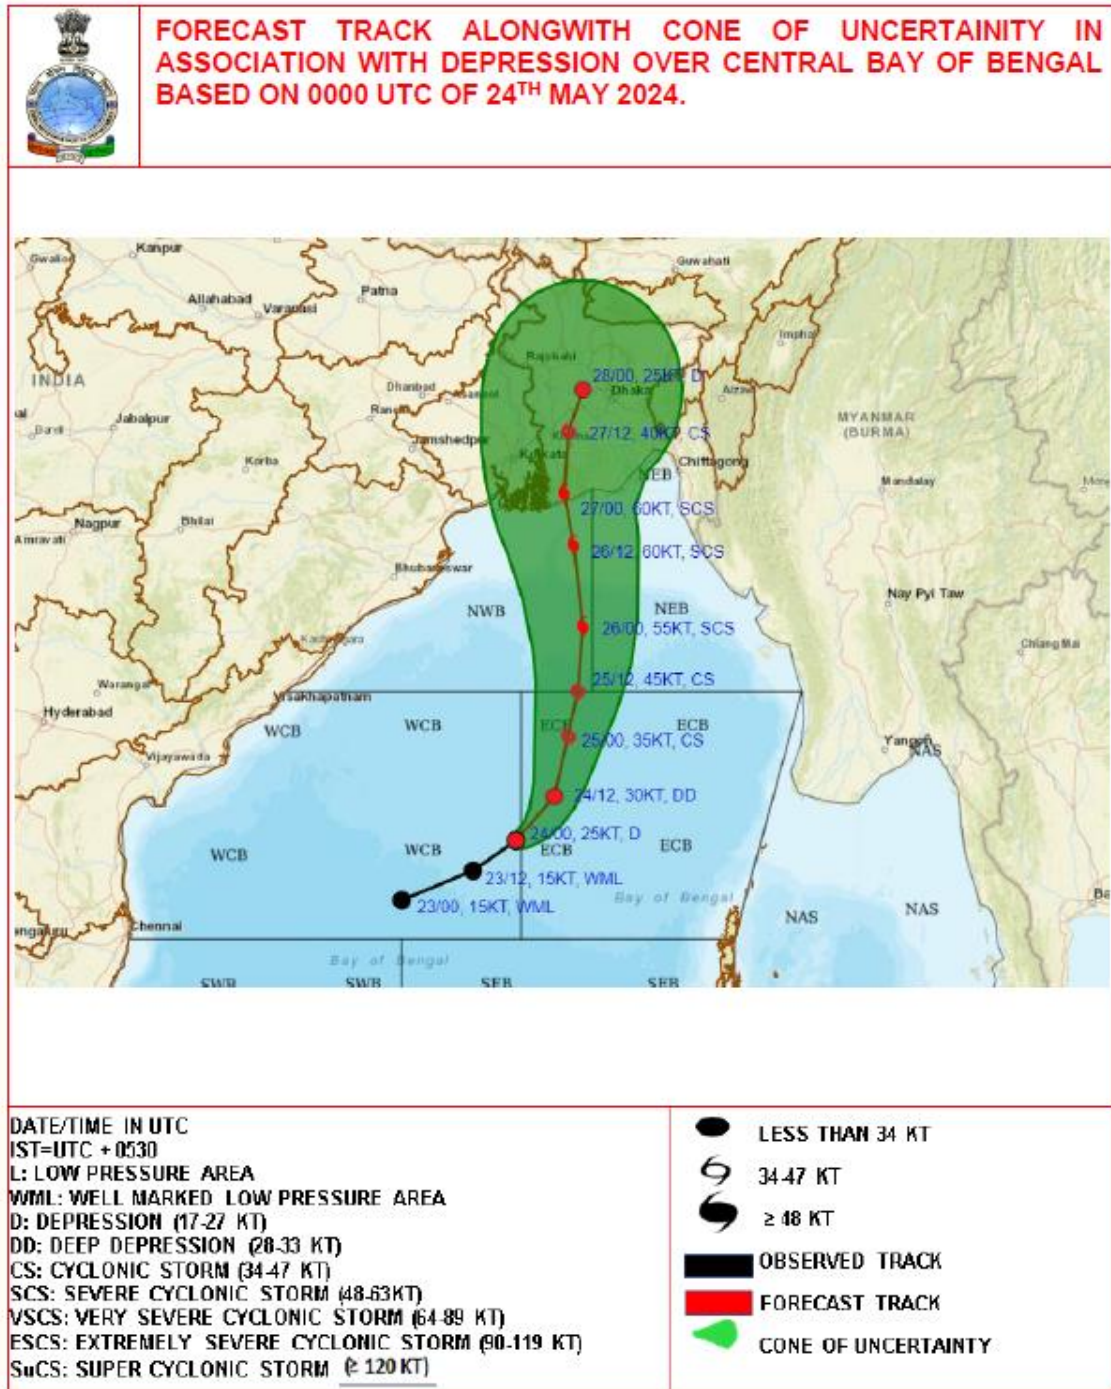 FORECAST TRACK ALONGWITH CONE OF UNCERTAINITY IN
ASSOCIATION WITH DEPRESSION OVER CENTRAL BAY OF BENGAL
BASED ON 0000 UTC OF 24TH MAY 2024.
Kanpur
Guwahati
Patna
Allahabad
Varanasi
Rajshahi
INDIA
Dhanbad
28/00, 25KT, D
Dhaka
Jabalpur
Jamshedpur
27/12, 40KT, CS
MYANMAR
(BURMA)
Korba
Kolkata
Chittagong
NEB
Mandalay
Nagpur
Bhilai
27/00, 60KT, SCS
Amravati
26/12, 60KT, SCS
Bhubaneswar
Nay Pyi Taw
NWB
NEB
26/00, 55KT, SCS
Chiang Mai
Warangal
25/12, 45KT, CS
Visakhapatnam
Hyderabad
WCB
WCB
ECB
ECB
25/00, 35KT, CS
Yangon
NAS
Vijayawada
24/12, 30KT, DD
24/00, 25KT, D
WCB
WCB
ECB
ECB
23/12, 15KT, WML
Bay of Bengal
23/00, 15KT, WML
NAS
NAS
Chennai
Bay of Bengal
SWB
SWB
SEB
SEB
DATE/TIME IN UTC
IST=UTC + 0530
L: LOW PRESSURE AREA
WML: WELL MARKED LOW PRESSURE AREA
D: DEPRESSION (17-27 KT)
DD: DEEP DEPRESSION (28-33 KT)
CS: CYCLONIC STORM (34-47 KT)
SCS: SEVERE CYCLONIC STORM (48-63KT)
VSCS: VERY SEVERE CYCLONIC STORM (64-89 KT)
ESCS: EXTREMELY SEVERE CYCLONIC STORM (90-119 KT)
SuCS: SUPER CYCLONIC STORM (≥ 120 KT)
LESS THAN 34 KT
34-47 KT
≥ 48 KT
OBSERVED TRACK
FORECAST TRACK
CONE OF UNCERTAINTY